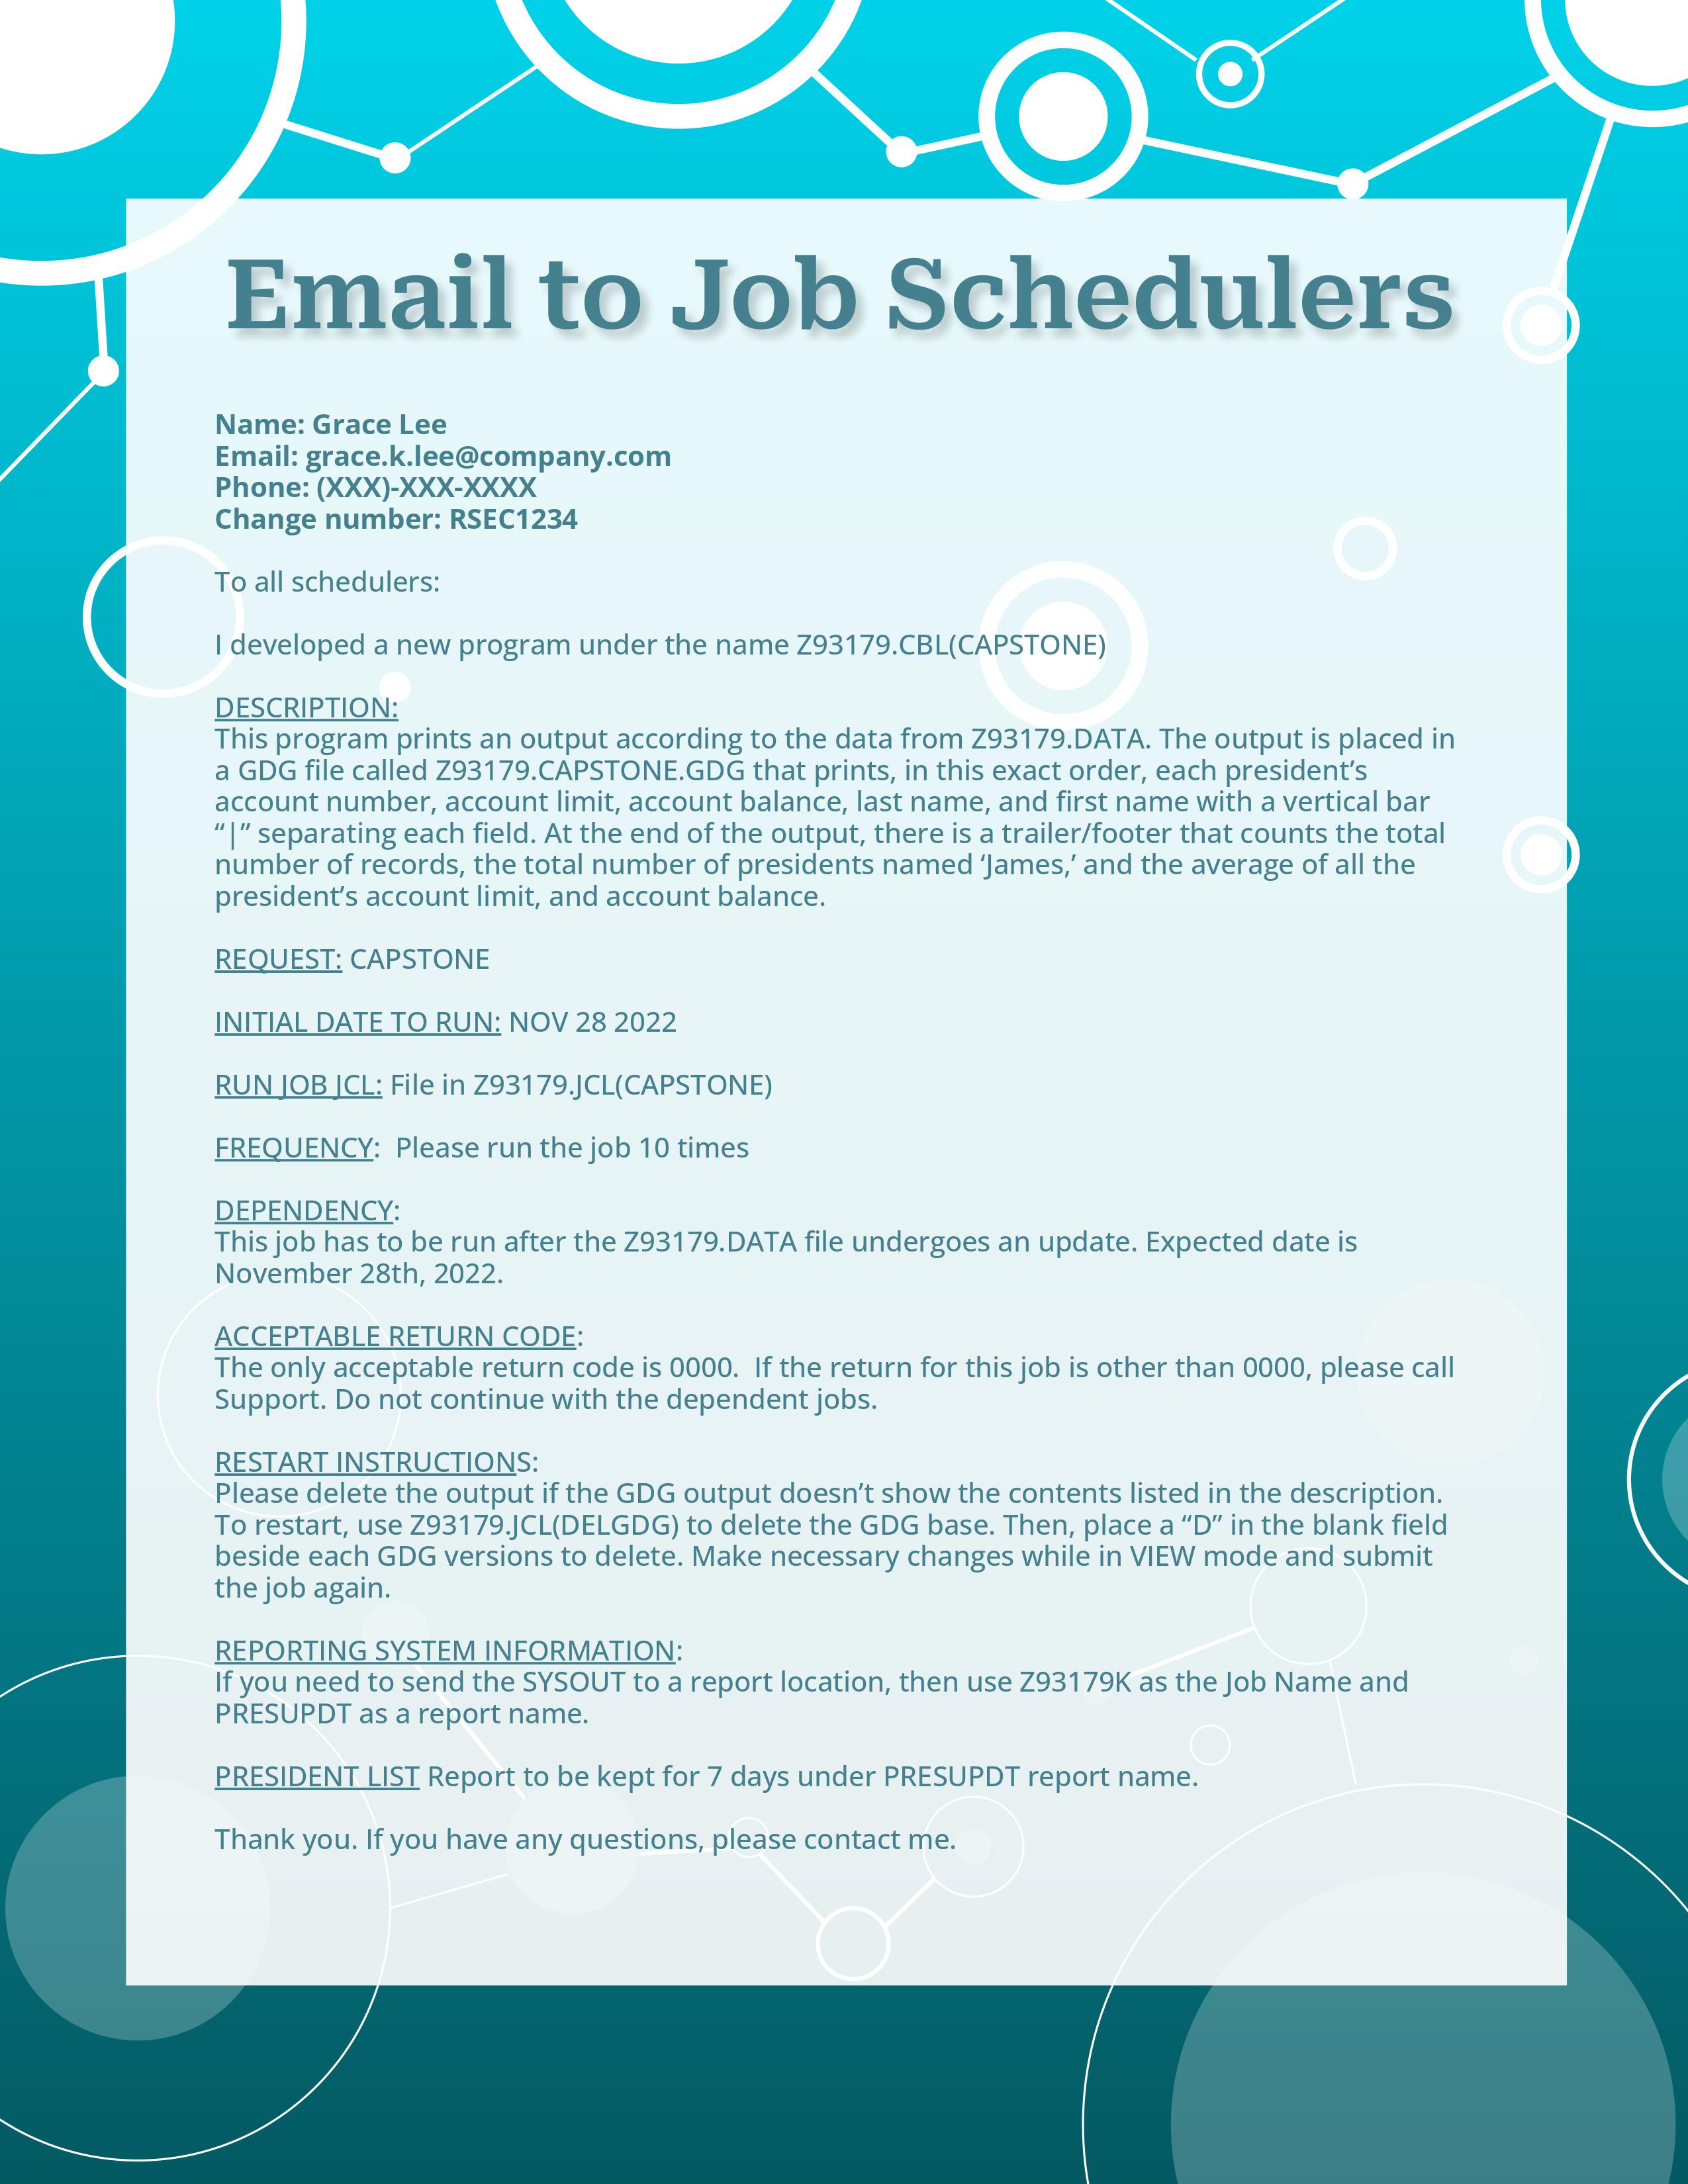 Email to Job Schedulers
Name: Grace Lee
Email: grace.k.lee@company.com
Phone: (XXX)-XXX-XXXX
Change number: RSEC1234
To all schedulers:
I developed a new program under the name Z93179.CBL(CAPSTONE)
DESCRIPTION:
This program prints an output according to the data from Z93179.DATA. The output is placed in
a GDG file called Z93179.CAPSTONE.GDG that prints, in this exact order, each president’s
account number, account limit, account balance, last name, and first name with a vertical bar
“|” separating each field. At the end of the output, there is a trailer/footer that counts the total
number of records, the total number of presidents named ‘James,’ and the average of all the
president’s account limit, and account balance.
REQUEST: CAPSTONE
INITIAL DATE TO RUN: NOV 28 2022
RUN JOB JCL: File in Z93179.JCL(CAPSTONE)
FREQUENCY:  Please run the job 10 times
DEPENDENCY:
This job has to be run after the Z93179.DATA file undergoes an update. Expected date is
November 28th, 2022.
ACCEPTABLE RETURN CODE:
The only acceptable return code is 0000.  If the return for this job is other than 0000, please call
Support. Do not continue with the dependent jobs.
RESTART INSTRUCTIONS:
Please delete the output if the GDG output doesn’t show the contents listed in the description.
To restart, use Z93179.JCL(DELGDG) to delete the GDG base. Then, place a “D” in the blank field
beside each GDG versions to delete. Make necessary changes while in VIEW mode and submit
the job again.
REPORTING SYSTEM INFORMATION:
If you need to send the SYSOUT to a report location, then use Z93179K as the Job Name and
PRESUPDT as a report name.
PRESIDENT LIST Report to be kept for 7 days under PRESUPDT report name.
Thank you. If you have any questions, please contact me.